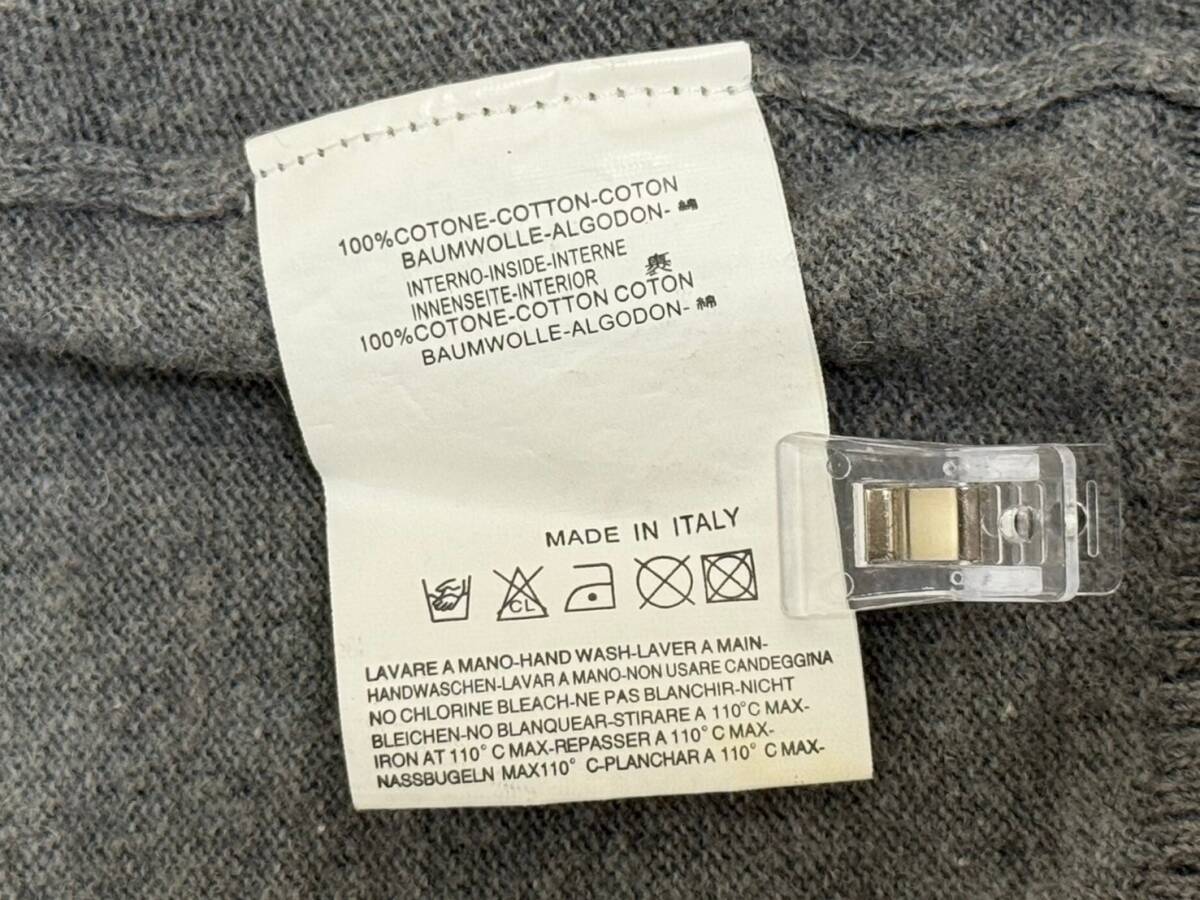 100%COTONE-COTTON-COTON
BAUMWOLLE-ALGODON- 綿
INTERNO-INSIDE-INTERNE
INNENSEITE-INTERIOR 裏
100%COTONE-COTTON COTON
BAUMWOLLE-ALGODON- 綿
MADE IN ITALY
CL
LAVARE A MANO-HAND WASH-LAVER A MAIN-
HANDWASCHEN-LAVAR A MANO-NON USARE CANDEGGINA
NO CHLORINE BLEACH-NE PAS BLANCHIR-NICHT
BLEICHEN-NO BLANQUEAR-STIRARE A 110°C MAX-
IRON AT 110° C MAX-REPASSER A 110° C MAX-
NASSBUGELN MAX110° C-PLANCHAR A 110° C MAX-